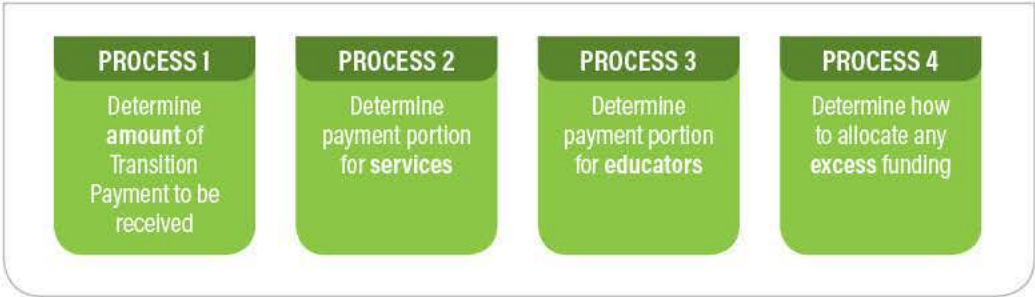 PROCESS 1
Determine
amount of
Transition
Payment to be
received
PROCESS 2
Determine
payment portion
for services
PROCESS 3
Determine
payment portion
for educators
PROCESS 4
Determine how
to allocate any
excess funding